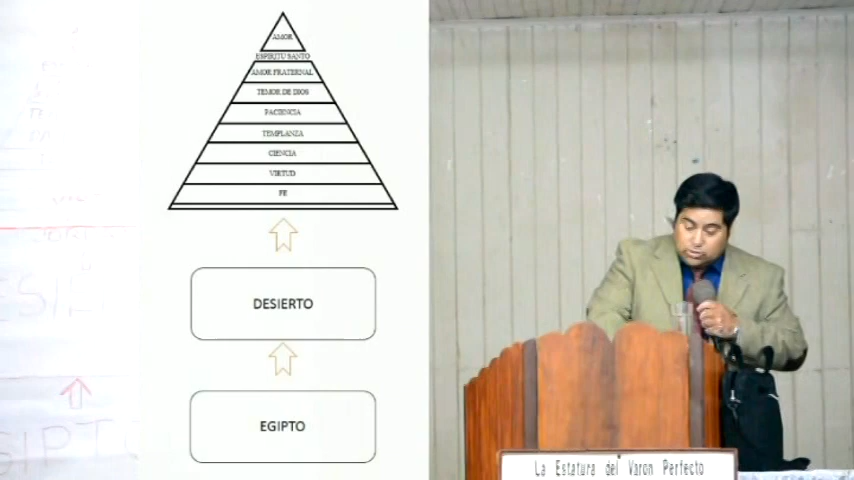 AMOR
ESPIRITU SANTO
AMOR FRATERNAL
TEMOR DE DIOS
PACIENCIA
TEMPLANZA
CIENCIA
VIRTUD
FE
DESIERTO
EGIPTO
La Estatura del Varon Perfecto